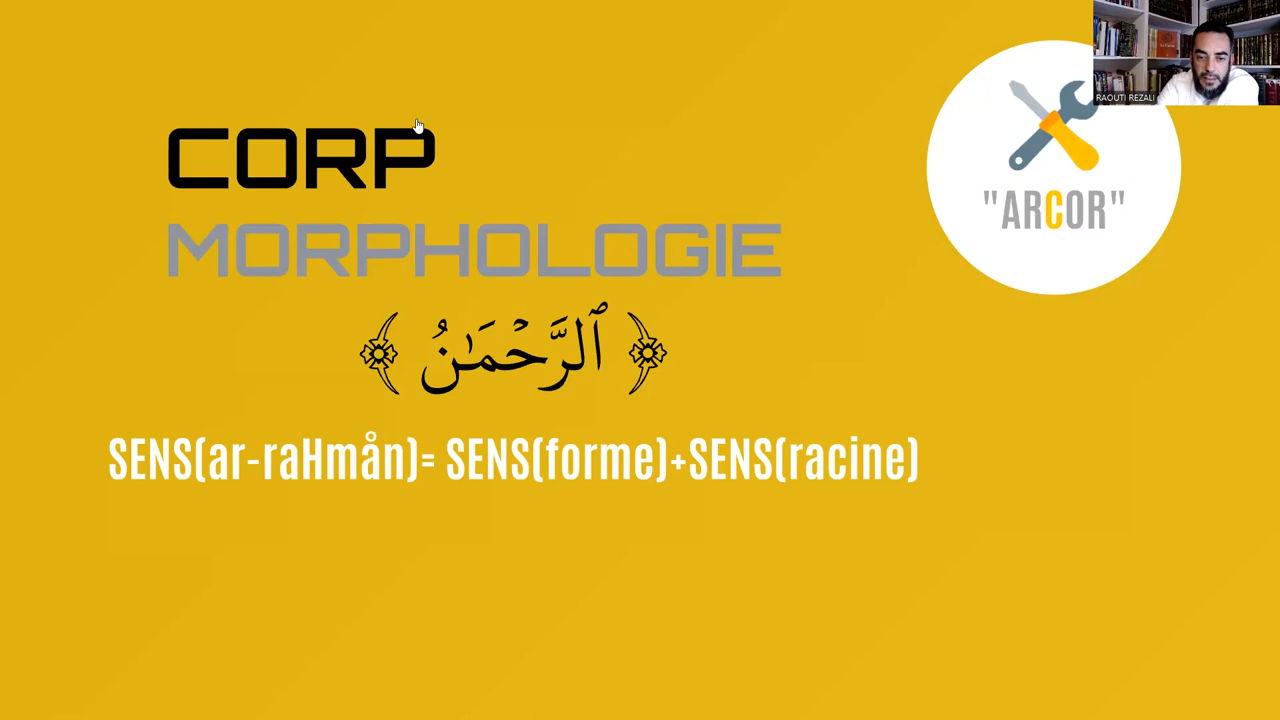 CORP
MORPHOLOGIE
﴿ ٱلرَّحْمَـٰنُ ﴾
SENS(ar-raHmån)= SENS(forme)+SENS(racine)
"ARCOR"
RAOUTI REZALI